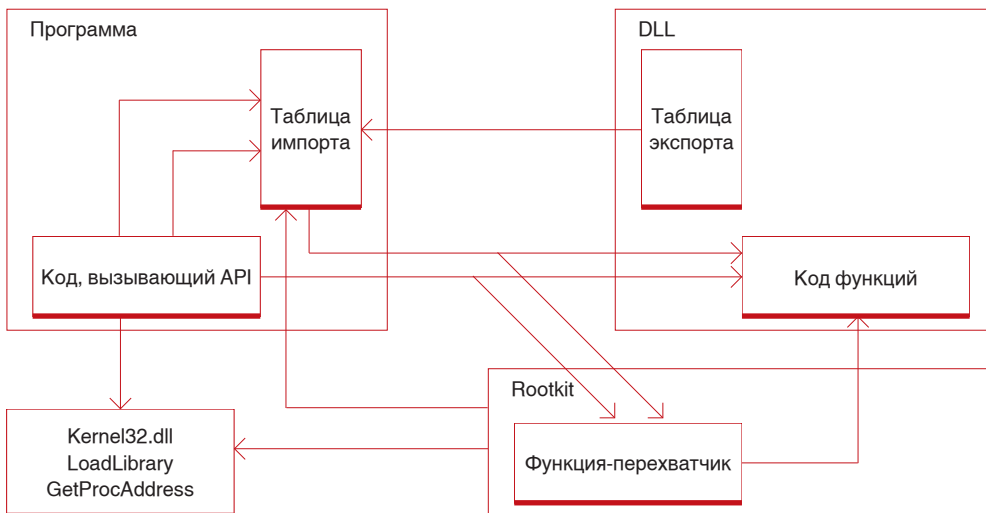 Программа
Таблица
импорта
Код, вызывающий API
DLL
Таблица
экспорта
Код функций
Kernel32.dll
LoadLibrary
GetProcAddress
Rootkit
Функция-перехватчик